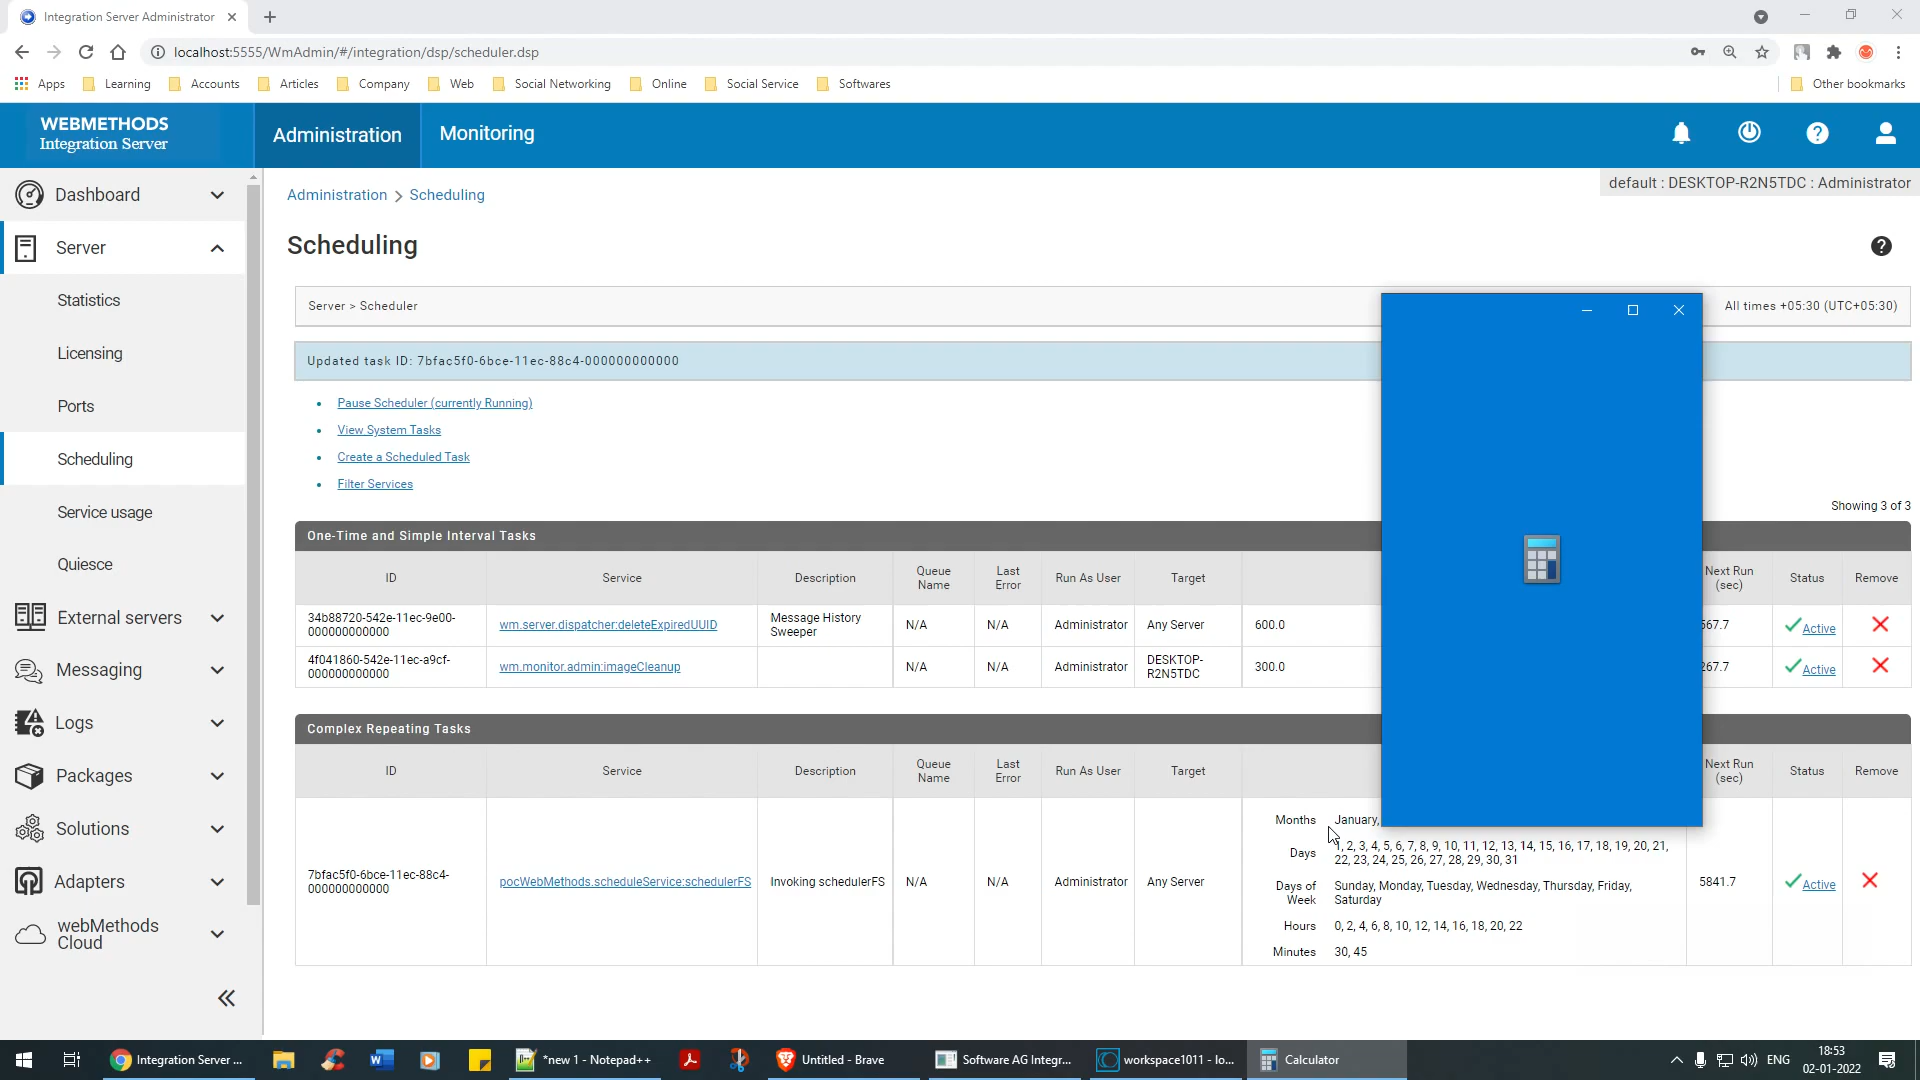 Integration Server Administrator
localhost:5555/WmAdmin/#/integration/dsp/scheduler.dsp
Apps Learning Accounts Articles Company Web Social Networking Online Social Service Softwares Other bookmarks
WEBMETHODS
Integration Server
Administration
Monitoring
default : DESKTOP-R2N5TDC : Administrator
Dashboard
Server
Statistics
Licensing
Ports
Scheduling
Service usage
Quiesce
External servers
Messaging
Logs
Packages
Solutions
Adapters
webMethods
Cloud
Administration > Scheduling
Scheduling
Server > Scheduler
All times +05:30 (UTC+05:30)
Updated task ID: 7bfac5f0-6bce-11ec-88c4-000000000000
Pause Scheduler (currently Running)
View System Tasks
Create a Scheduled Task
Filter Services
Showing 3 of 3
One-Time and Simple Interval Tasks
ID Service Description Queue Name Last Error Run As User Target Next Run (sec) Status Remove
34b88720-542e-11ec-9e00-
000000000000
wm.server.dispatcher:deleteExpiredUUID
Message History
Sweeper
N/A N/A Administrator Any Server 600.0 567.7 Active
4f041860-542e-11ec-a9cf-
000000000000
wm.monitor.admin:imageCleanup
N/A N/A Administrator
DESKTOP-
R2N5TDC
300.0 267.7 Active
Complex Repeating Tasks
ID Service Description Queue Name Last Error Run As User Target Next Run (sec) Status Remove
7bfac5f0-6bce-11ec-88c4-
000000000000
pocWebMethods.scheduleService:schedulerFS
Invoking schedulerFS
N/A N/A Administrator Any Server
Months January,
Days 1, 2, 3, 4, 5, 6, 7, 8, 9, 10, 11, 12, 13, 14, 15, 16, 17, 18, 19, 20, 21,
22, 23, 24, 25, 26, 27, 28, 29, 30, 31
Days of Week Sunday, Monday, Tuesday, Wednesday, Thursday, Friday,
Saturday
Hours 0, 2, 4, 6, 8, 10, 12, 14, 16, 18, 20, 22
Minutes 30, 45
5841.7 Active
Integration Server ...
*new 1 - Notepad++
Untitled - Brave
Software AG Integr...
workspace1011 - Io...
Calculator
ENG
18:53
02-01-2022